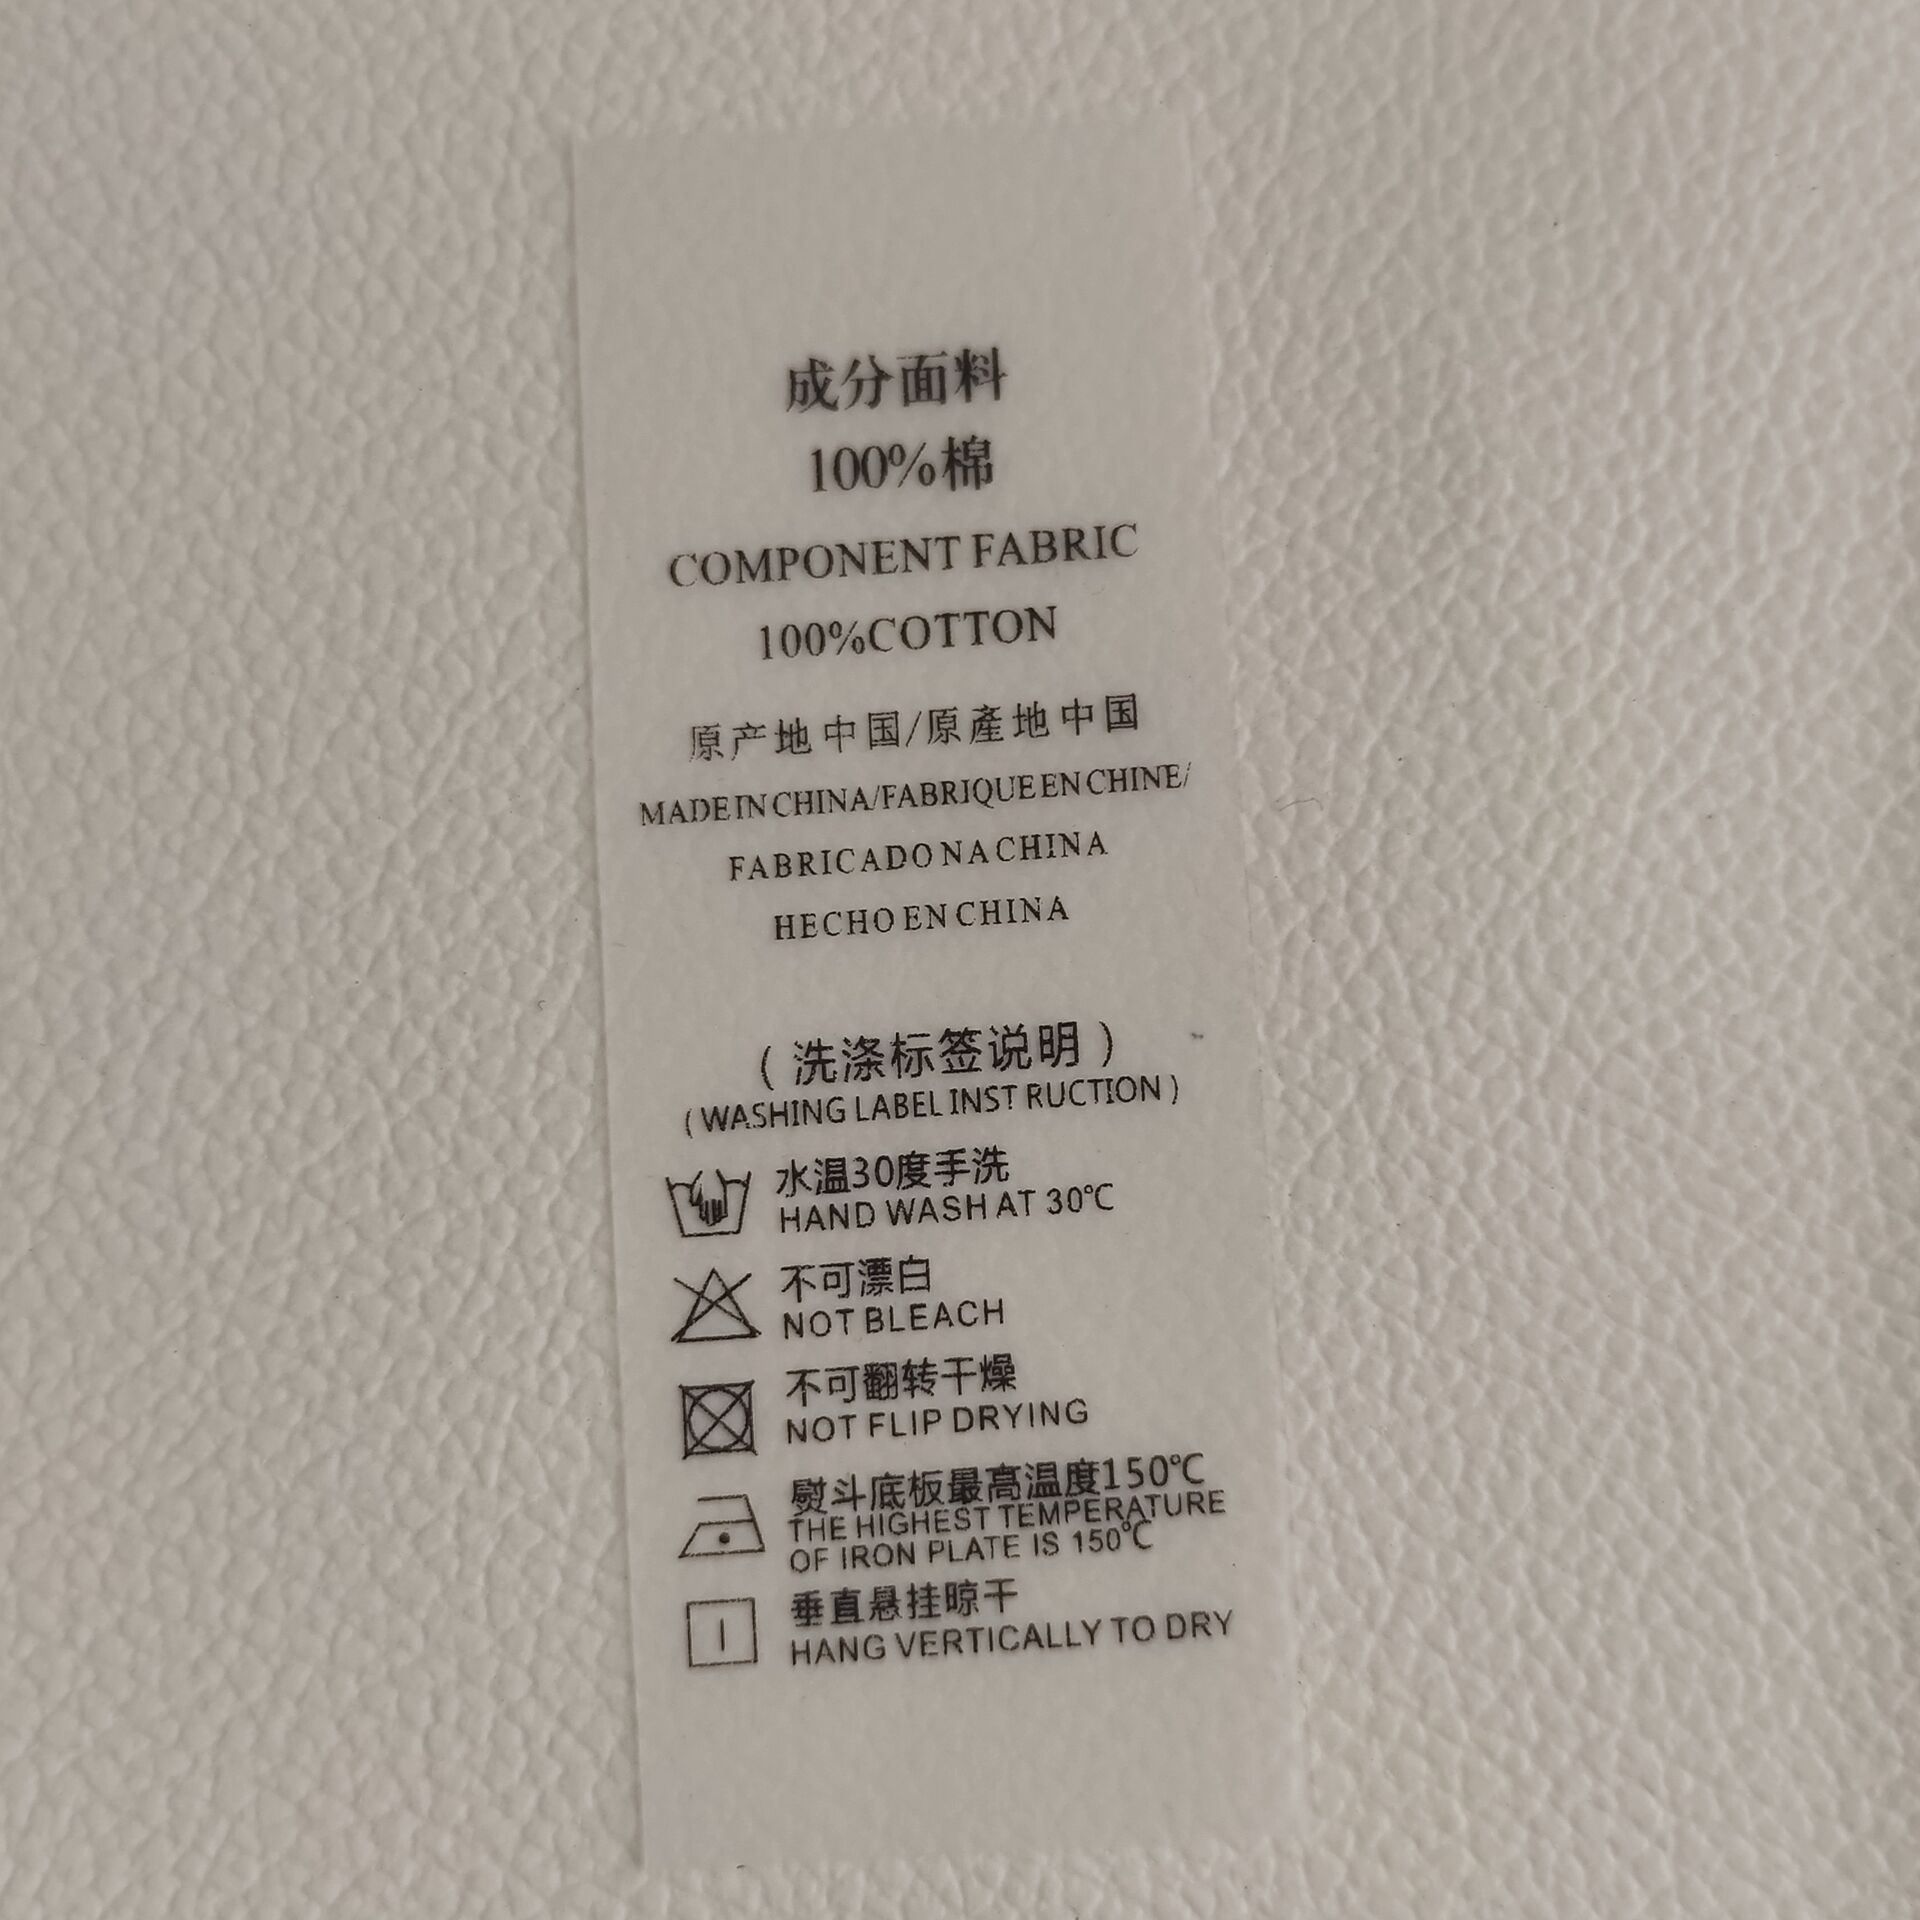 成分面料
100%棉
COMPONENT FABRIC
100%COTTON
原产地中国/原產地中国
MADE IN CHINA/FABRIQUE EN CHINE/
FABRICADO NA CHINA
HECHO EN CHINA
（洗涤标签说明）
(WASHING LABEL INST RUCTION)
水温30度手洗
HAND WASH AT 30℃
不可漂白
NOT BLEACH
不可翻转干燥
NOT FLIP DRYING
熨斗底板最高温度150℃
THE HIGHEST TEMPERATURE
OF IRON PLATE IS 150℃
垂直悬挂晾干
HANG VERTICALLY TO DRY